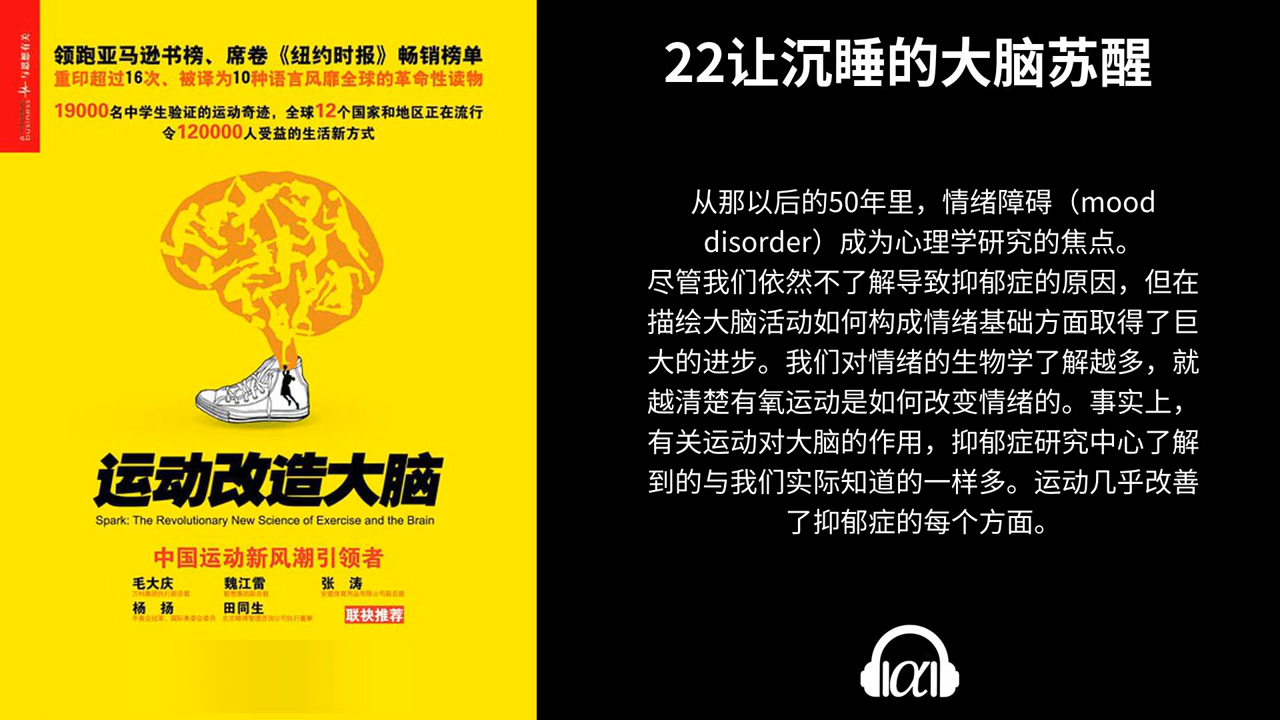 与思想有关
business
领跑亚马逊书榜、席卷《纽约时报》畅销榜单
重印超过16次、被译为10种语言风靡全球的革命性读物
19000名中学生验证的运动奇迹，全球12个国家和地区正在流行
令120000人受益的生活新方式
运动改造大脑
Spark: The Revolutionary New Science of Exercise and the Brain
中国运动新风潮引领者
毛大庆 魏江雷 张 涛
杨 扬 田同生
联袂推荐
22让沉睡的大脑苏醒
从那以后的50年里，情绪障碍（mood
disorder）成为心理学研究的焦点。
尽管我们依然不了解导致抑郁症的原因，但在
描绘大脑活动如何构成情绪基础方面取得了巨
大的进步。我们对情绪的生物学了解越多，就
越清楚有氧运动是如何改变情绪的。事实上，
有关运动对大脑的作用，抑郁症研究中心了解
到的与我们实际知道的一样多。运动几乎改善
了抑郁症的每个方面。